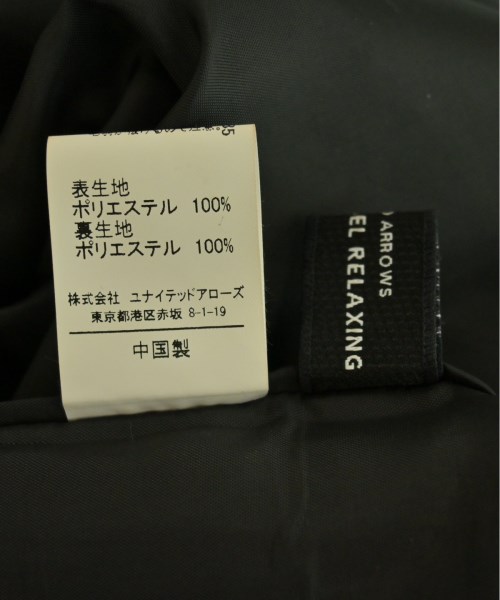 35
表生地
ポリエステル 100%
裏生地
ポリエステル 100%
株式会社 ユナイテッドアローズ
東京都港区赤坂 8-1-19
中国製
ARROWS
EL RELAXING